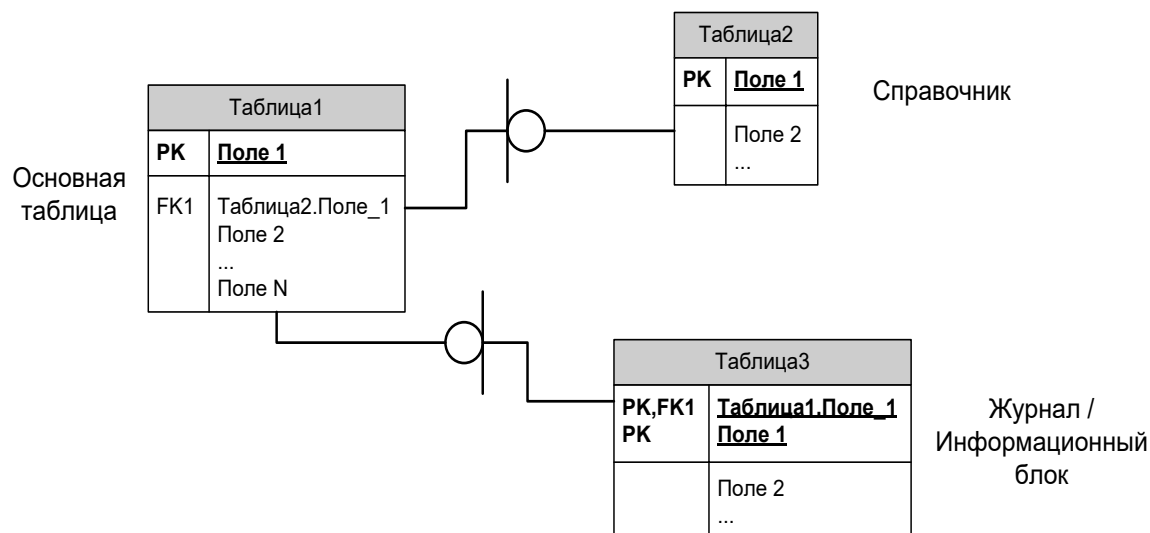 Таблица2
PK Поле 1
Поле 2
...
Справочник
Таблица1
PK Поле 1
FK1 Таблица2.Поле_1
Поле 2
...
Поле N
Основная
таблица
Таблица3
PK,FK1 Таблица1.Поле_1
PK Поле 1
Поле 2
...
Журнал /
Информационный
блок